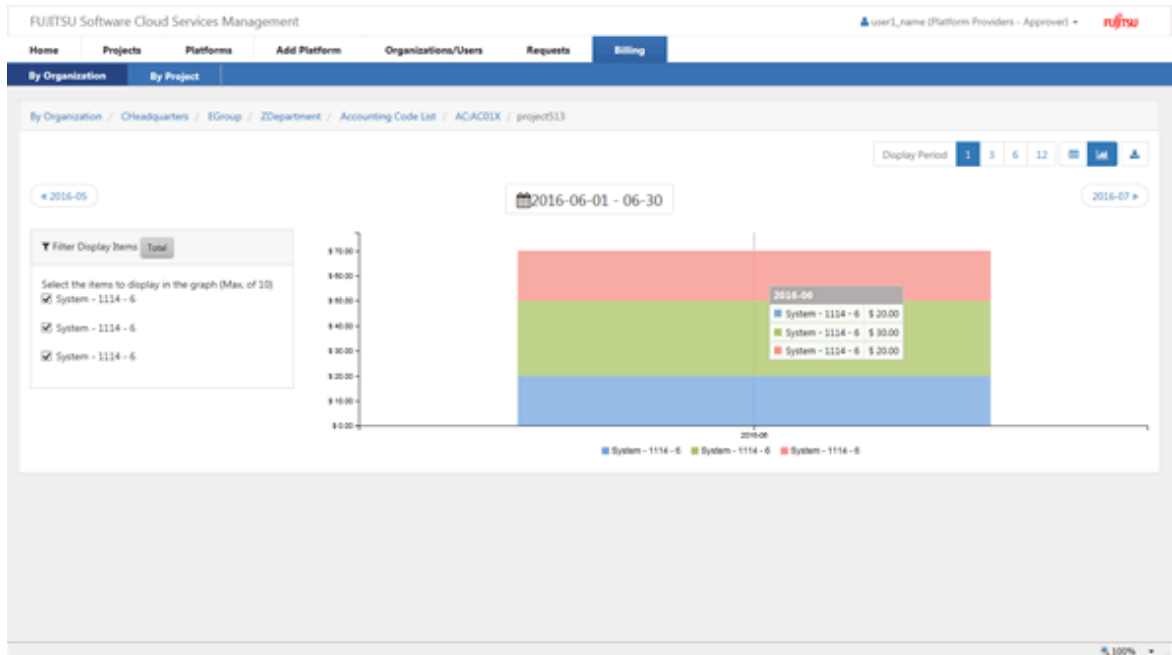 FUJITSU Software Cloud Services Management
user1_name (Platform Providers - Approver)
FUJITSU
Home Projects Platforms Add Platform Organizations/Users Requests Billing
By Organization By Project
By Organization / CHeadquarters / EGroup / ZDepartment / Accounting Code List / AC:AC01X / project513
Display Period 1 3 6 12
« 2016-05
2016-06-01 - 06-30
2016-07 »
Filter Display Items Total
Select the items to display in the graph (Max. of 10)
System - 1114 - 6
System - 1114 - 6
System - 1114 - 6
$ 70.00
$ 60.00
$ 50.00
$ 40.00
$ 30.00
$ 20.00
$ 10.00
$ 0.00
2016-06
System - 1114 - 6 $ 20.00
System - 1114 - 6 $ 30.00
System - 1114 - 6 $ 20.00
2016-06
System - 1114 - 6 System - 1114 - 6 System - 1114 - 6
100%